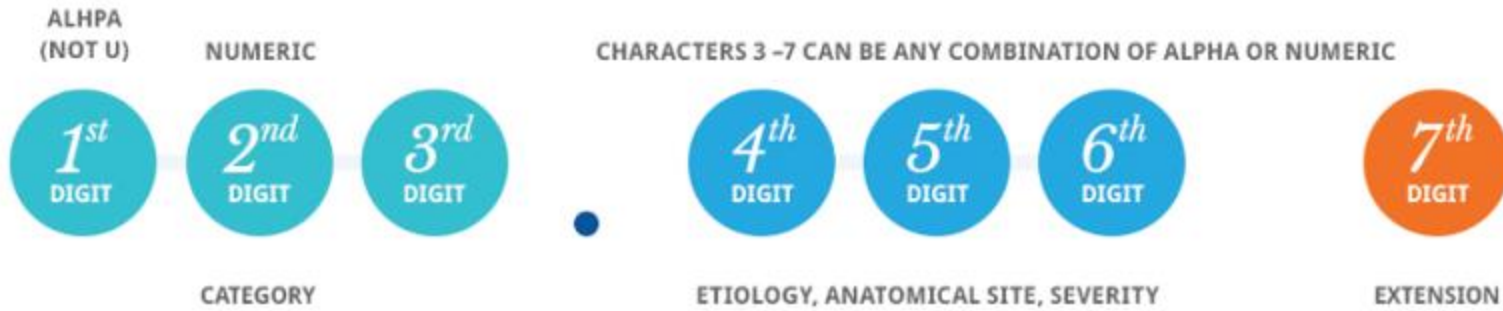 ALHPA
(NOT U)
NUMERIC
CHARACTERS 3 –7 CAN BE ANY COMBINATION OF ALPHA OR NUMERIC
1st
DIGIT
2nd
DIGIT
3rd
DIGIT
4th
DIGIT
5th
DIGIT
6th
DIGIT
7th
DIGIT
CATEGORY
ETIOLOGY, ANATOMICAL SITE, SEVERITY
EXTENSION